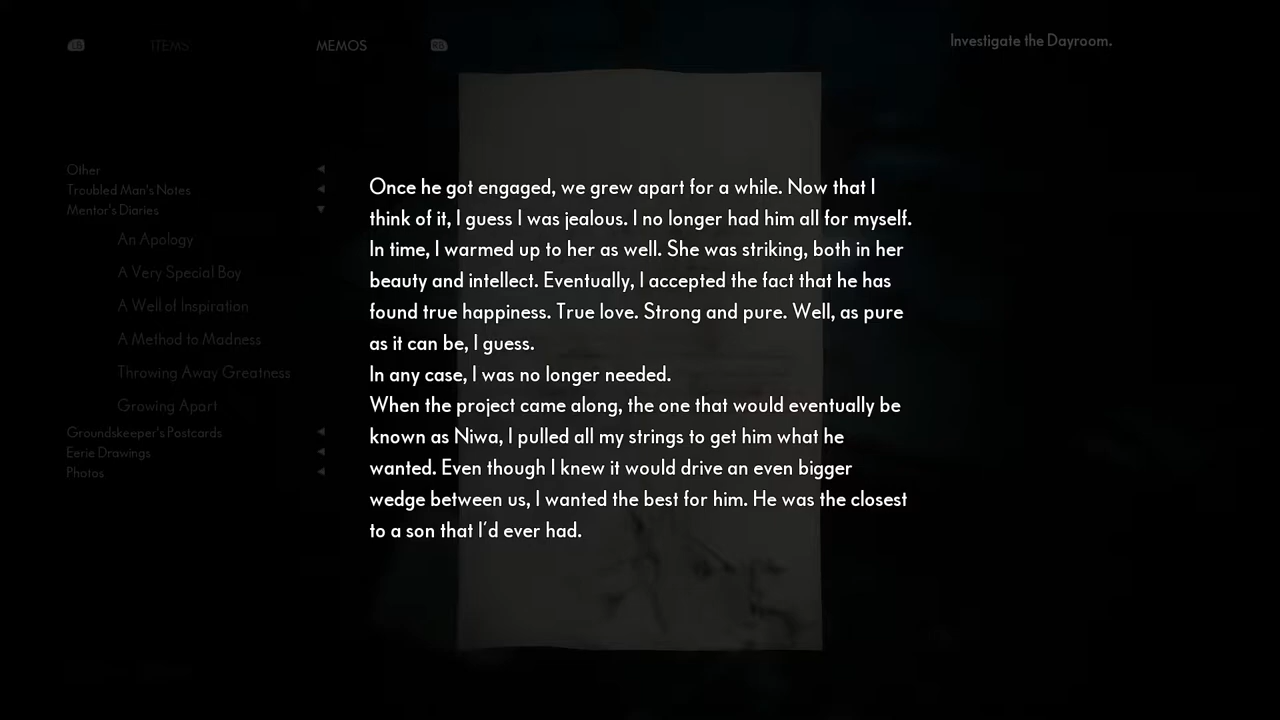 LB
ITEMS
MEMOS
RB
Investigate the Dayroom.
Other
Troubled Man's Notes
Mentor's Diaries
An Apology
A Very Special Boy
A Well of Inspiration
A Method to Madness
Throwing Away Greatness
Growing Apart
Groundskeeper's Postcards
Eerie Drawings
Photos
Once he got engaged, we grew apart for a while. Now that I
think of it, I guess I was jealous. I no longer had him all for myself.
In time, I warmed up to her as well. She was striking, both in her
beauty and intellect. Eventually, I accepted the fact that he has
found true happiness. True love. Strong and pure. Well, as pure
as it can be, I guess.
In any case, I was no longer needed.
When the project came along, the one that would eventually be
known as Niwa, I pulled all my strings to get him what he
wanted. Even though I knew it would drive an even bigger
wedge between us, I wanted the best for him. He was the closest
to a son that I'd ever had.